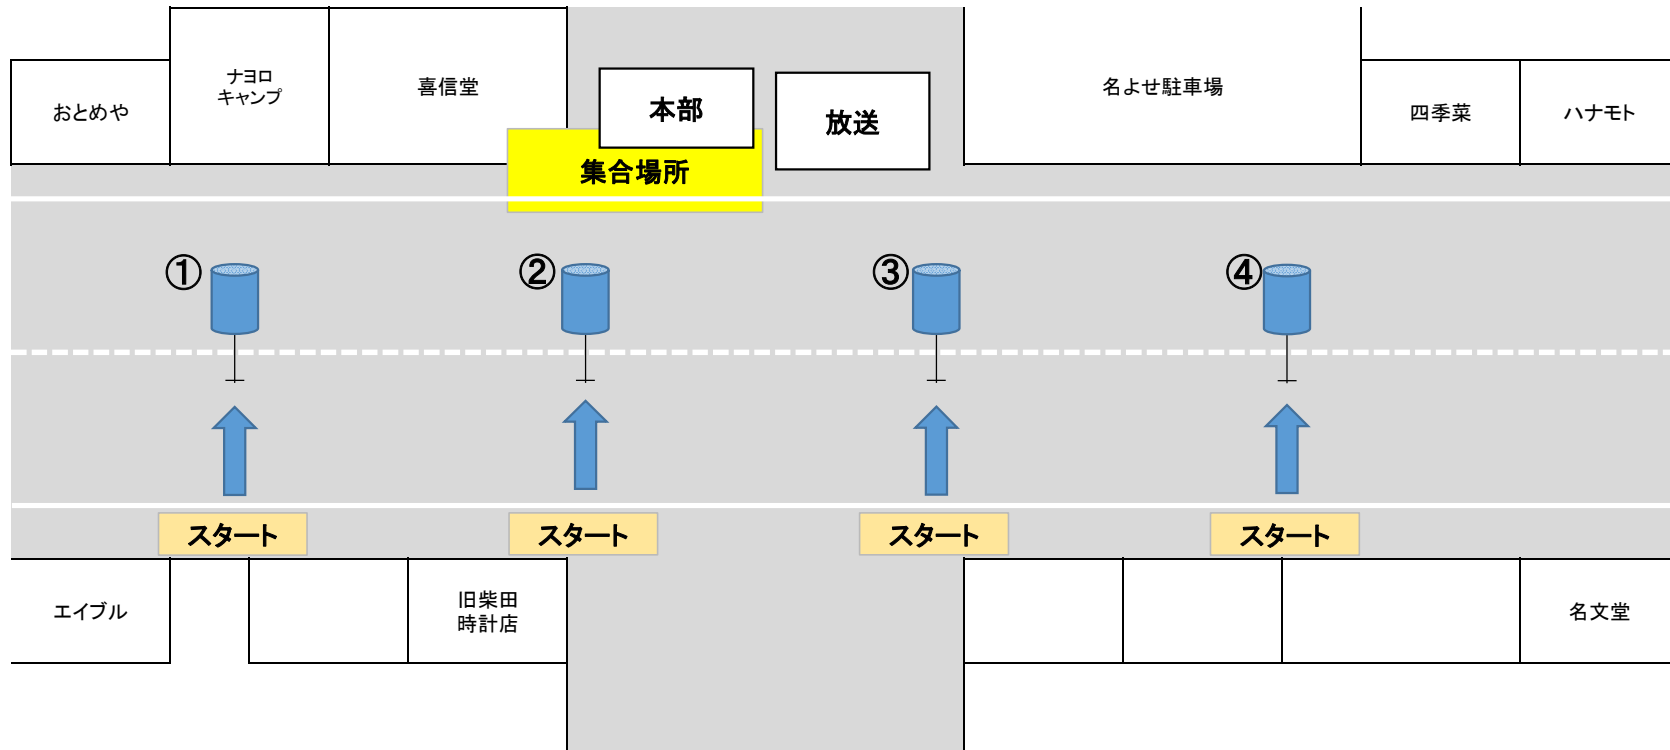 おとめや
ナヨロ
キャンプ
喜信堂
本部
放送
集合場所
名よせ駐車場
四季菜
ハナモト
①
②
③
④
スタート
スタート
スタート
スタート
エイブル
旧柴田
時計店
名文堂